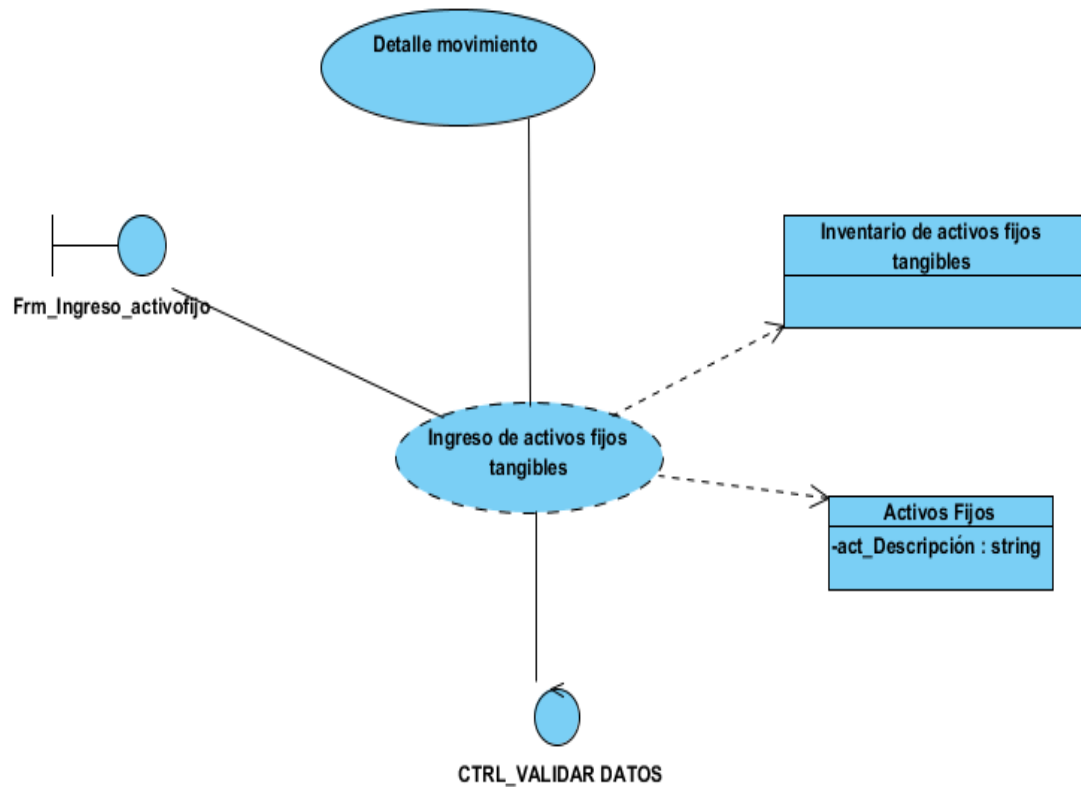 Detalle movimiento
Inventario de activos fijos
tangibles
Frm_Ingreso_activofijo
Ingreso de activos fijos
tangibles
Activos Fijos
-act_Descripción : string
CTRL_VALIDAR DATOS